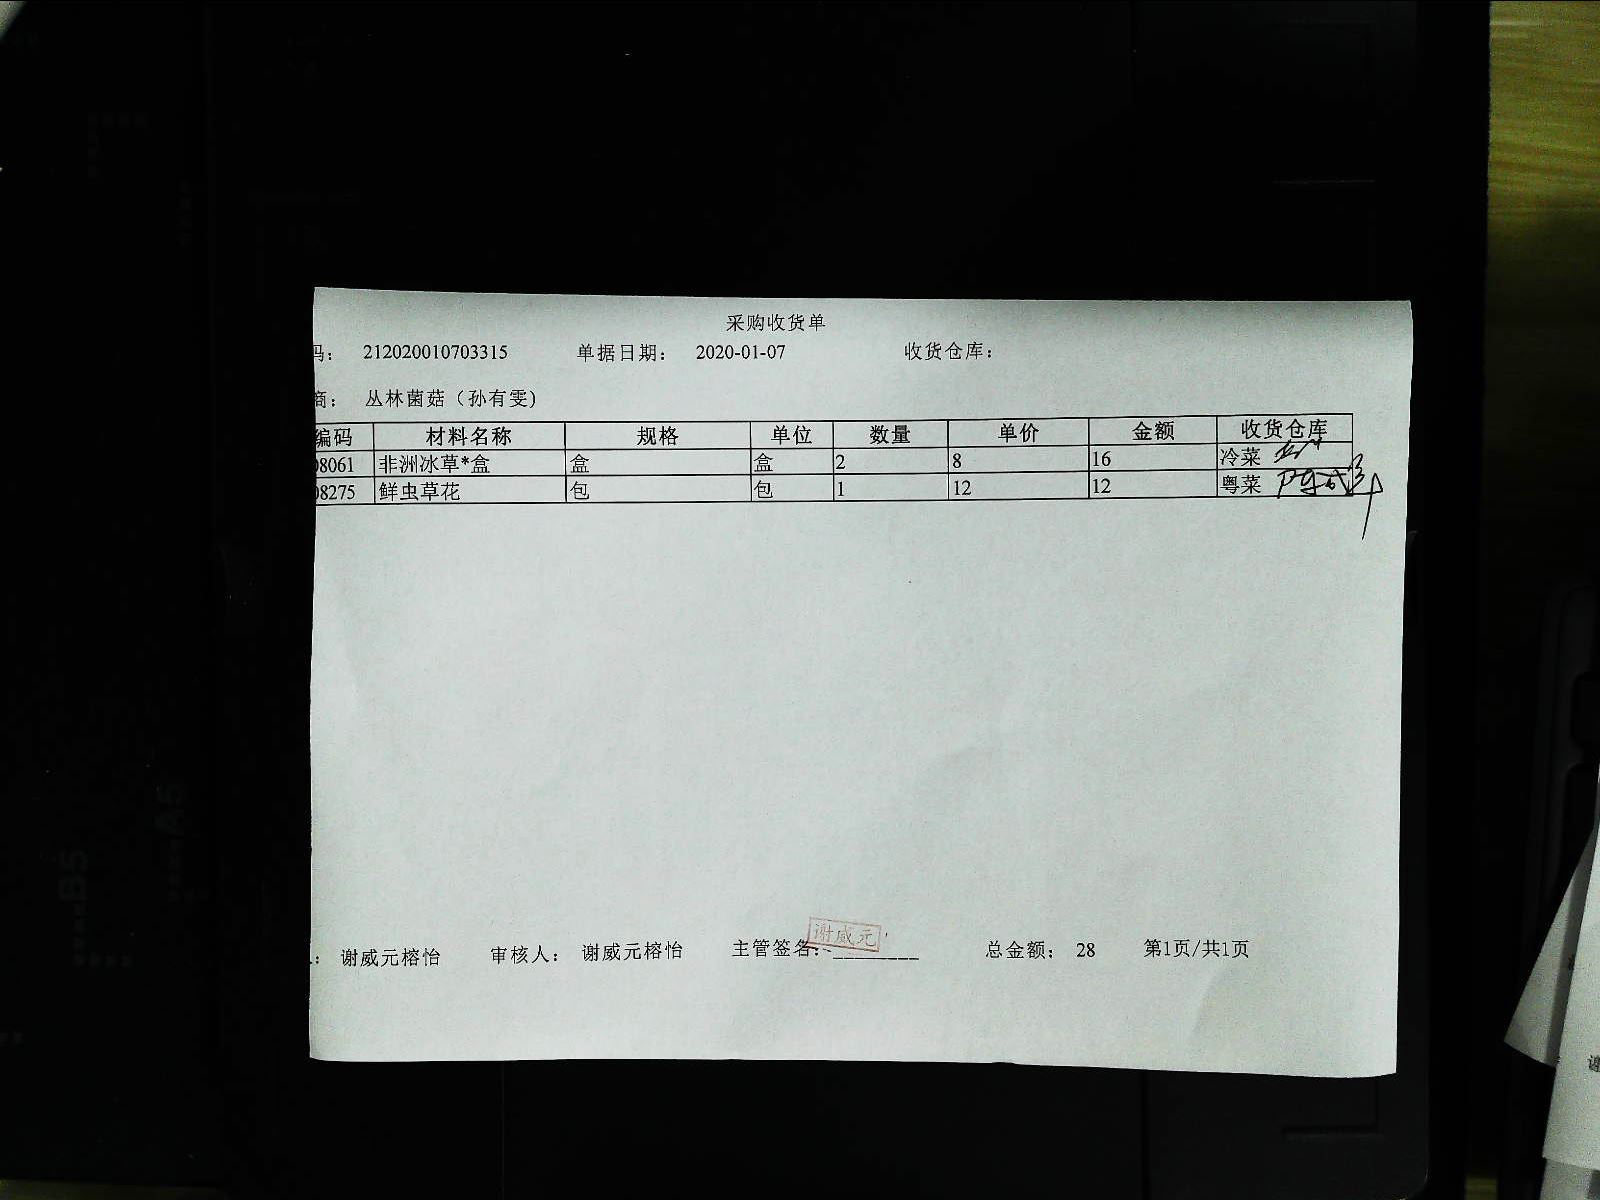 采购收货单
码： 212020010703315 单据日期： 2020-01-07 收货仓库：
商： 丛林菌菇（孙有雯）
编码 材料名称 规格 单位 数量 单价 金额 收货仓库
08061 非洲冰草*盒 盒 盒 2 8 16 冷菜
08275 鲜虫草花 包 包 1 12 12 粤菜
谢威元
： 谢威元榕怡 审核人： 谢威元榕怡 主管签名： 总金额： 28 第1页/共1页
B5
A5